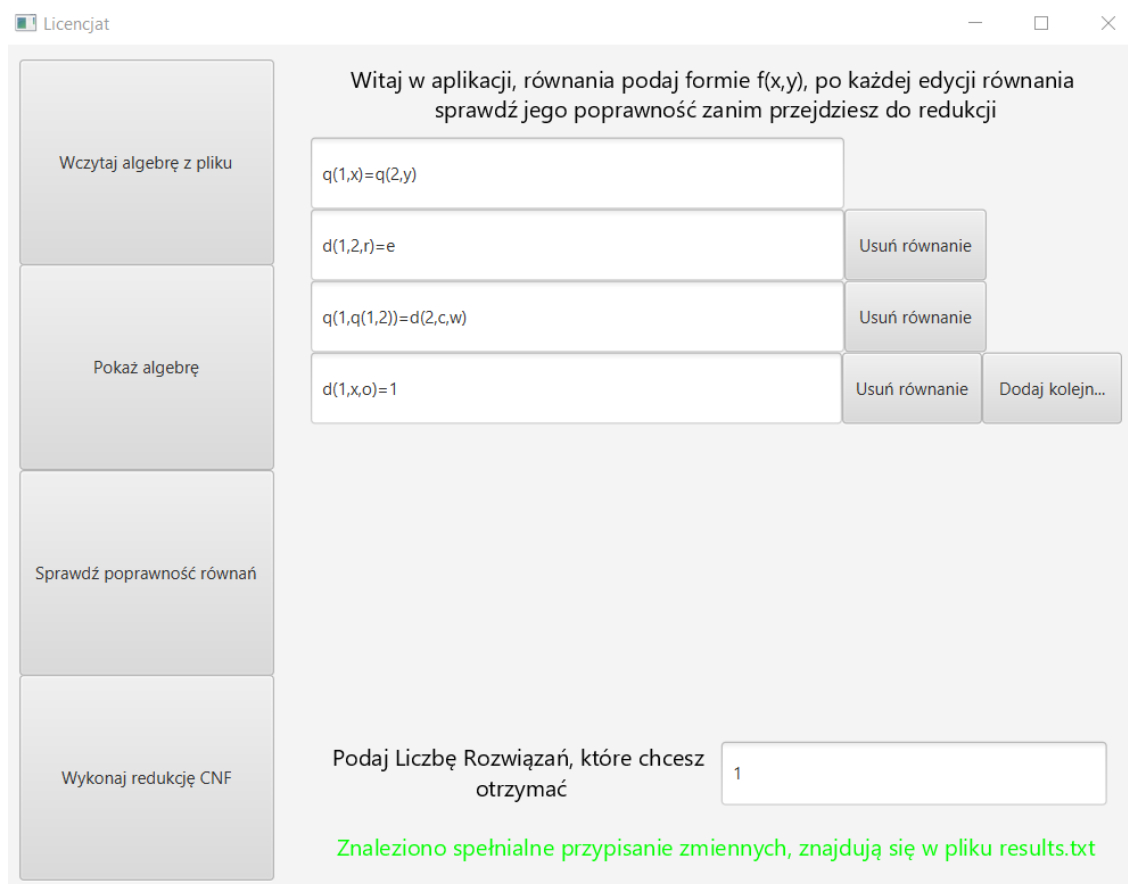 Licencjat
Witaj w aplikacji, równania podaj formie f(x,y), po każdej edycji równania
sprawdź jego poprawność zanim przejdziesz do redukcji
Wczytaj algebrę z pliku
q(1,x)=q(2,y)
d(1,2,r)=e
Usuń równanie
q(1,q(1,2))=d(2,c,w)
Usuń równanie
Pokaż algebrę
d(1,x,o)=1
Usuń równanie
Dodaj kolejn...
Sprawdź poprawność równań
Wykonaj redukcję CNF
Podaj Liczbę Rozwiązań, które chcesz
otrzymać
1
Znaleziono spełnialne przypisanie zmiennych, znajdują się w pliku results.txt